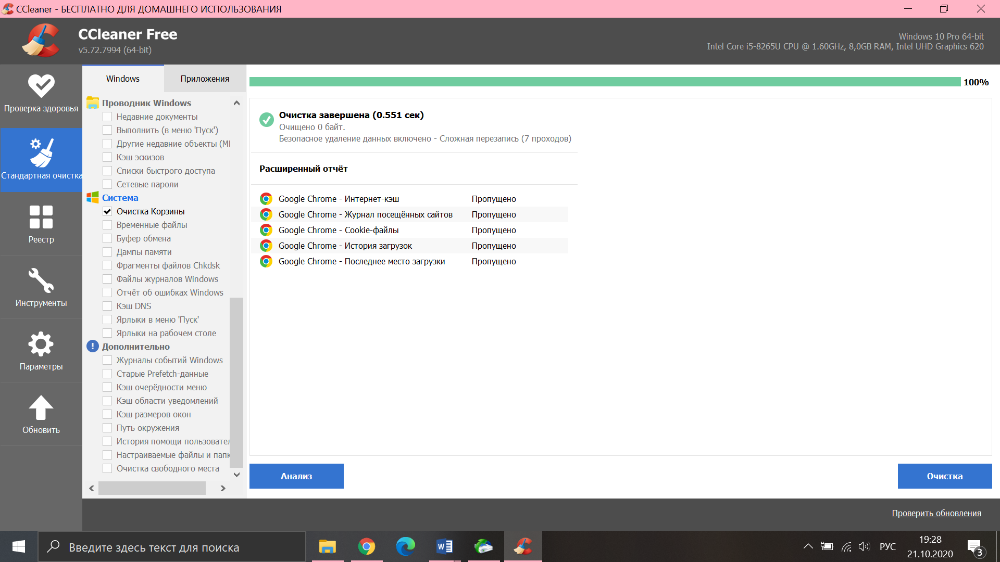 CCleaner - БЕСПЛАТНО ДЛЯ ДОМАШНЕГО ИСПОЛЬЗОВАНИЯ
CCleaner Free
v5.72.7994 (64-bit)
Windows 10 Pro 64-bit
Intel Core i5-8265U CPU @ 1.60GHz, 8,0GB RAM, Intel UHD Graphics 620
Проверка здоровья
Стандартная очистка
Реестр
Инструменты
Параметры
Обновить
Windows
Приложения
Проводник Windows
Недавние документы
Выполнить (в меню 'Пуск')
Другие недавние объекты (МІ
Кэш эскизов
Списки быстрого доступа
Сетевые пароли
Система
Очистка Корзины
Временные файлы
Буфер обмена
Дампы памяти
Фрагменты файлов Chkdsk
Файлы журналов Windows
Отчёт об ошибках Windows
Кэш DNS
Ярлыки в меню 'Пуск'
Ярлыки на рабочем столе
Дополнительно
Журналы событий Windows
Старые Prefetch-данные
Кэш очерёдности меню
Кэш области уведомлений
Кэш размеров окон
Путь окружения
История помощи пользовател
Настраиваемые файлы и папк
Очистка свободного места
100%
Очистка завершена (0.551 сек)
Очищено 0 байт.
Безопасное удаление данных включено - Сложная перезапись (7 проходов)
Расширенный отчёт
Google Chrome - Интернет-кэш Пропущено
Google Chrome - Журнал посещённых сайтов Пропущено
Google Chrome - Cookie-файлы Пропущено
Google Chrome - История загрузок Пропущено
Google Chrome - Последнее место загрузки Пропущено
Анализ
Очистка
Проверить обновления
Введите здесь текст для поиска
РУС
19:28
21.10.2020
3